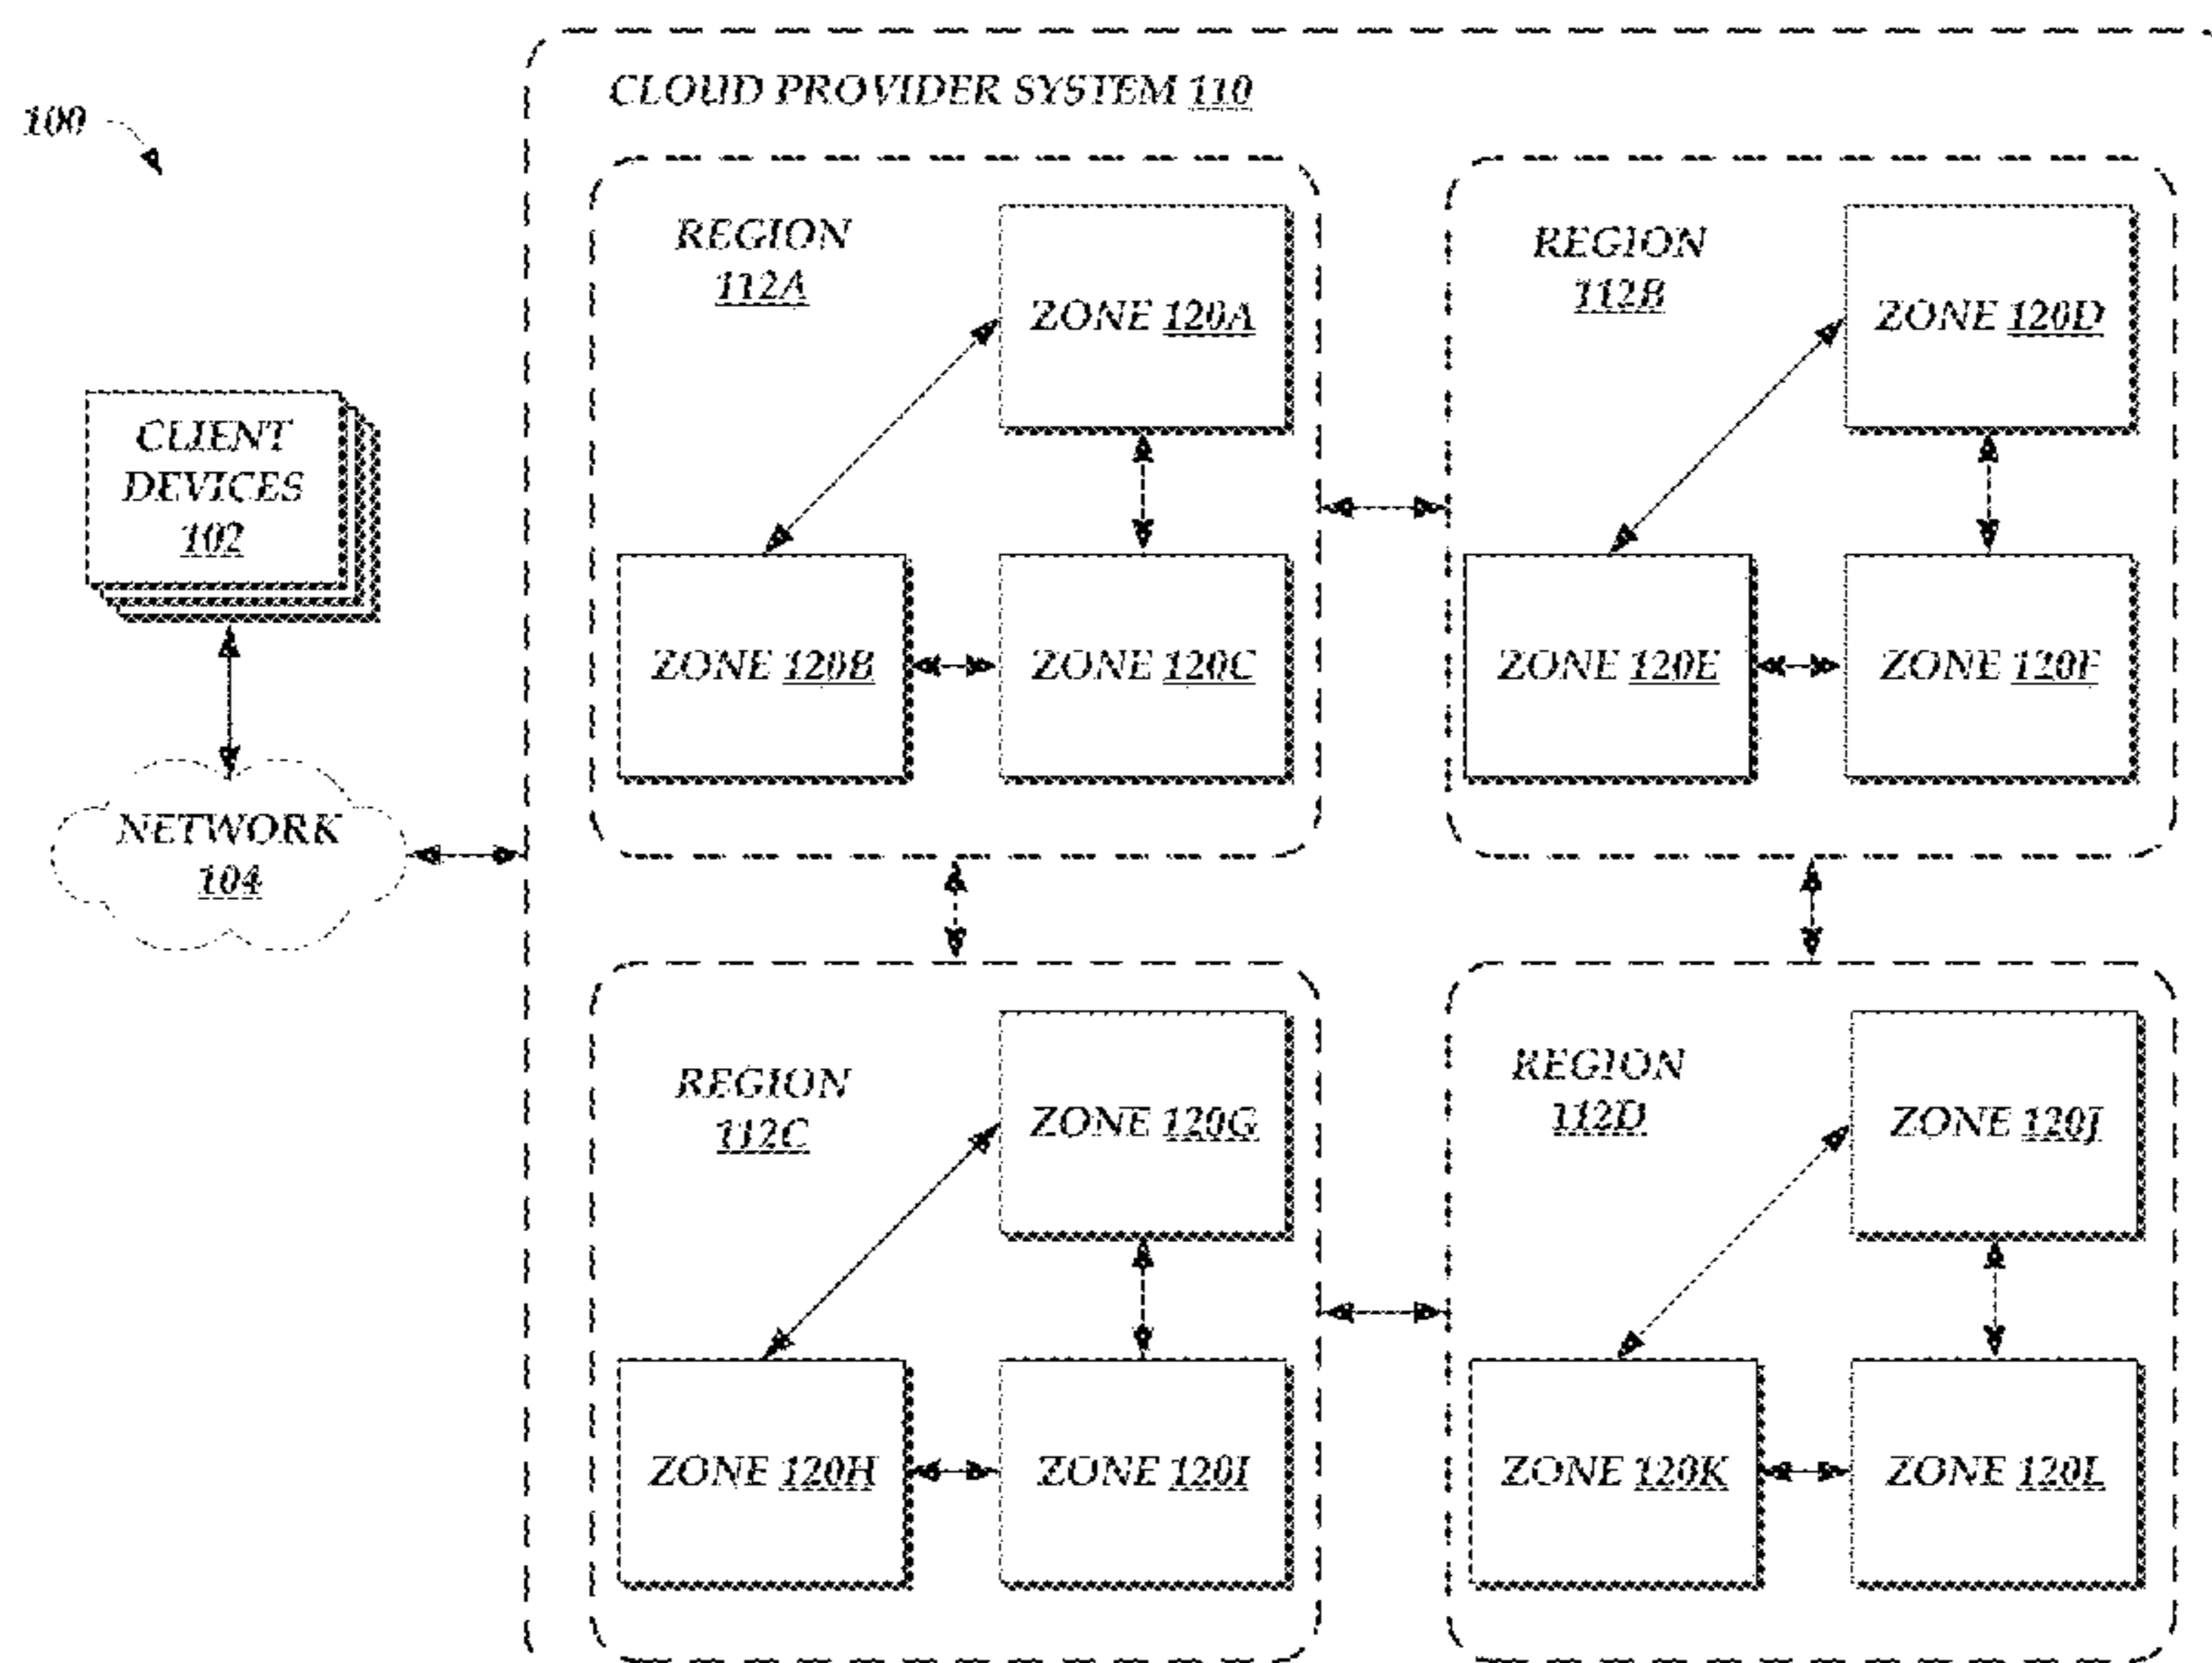 100
CLOUD PROVIDER SYSTEM 110
REGION
112A
ZONE 120A
ZONE 120B
ZONE 120C
REGION
112B
ZONE 120D
ZONE 120E
ZONE 120F
CLIENT
DEVICES
102
NETWORK
104
REGION
112C
ZONE 120G
ZONE 120H
ZONE 120I
REGION
112D
ZONE 120J
ZONE 120K
ZONE 120L